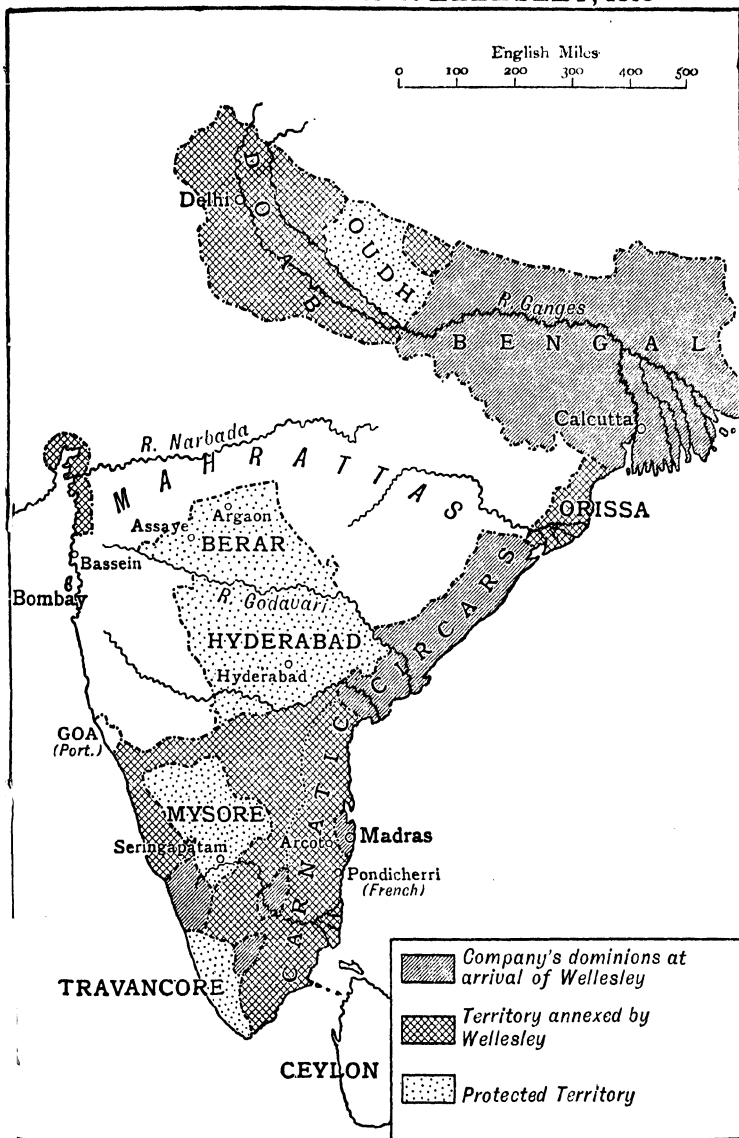 English Miles
0 100 200 300 400 500
DOAB
Delhi
OUDH
R. Ganges
BENGAL
Calcutta
R. Narbada
MAHRATTAS
Argaon
Assaye
BERAR
ORISSA
Bassein
Bombay
R. Godavari
HYDERABAD
Hyderabad
CIRCARS
GOA
(Port.)
CARNATIC
MYSORE
Seringapatam
Arcot
Madras
Pondicherri
(French)
TRAVANCORE
CEYLON
Company's dominions at
arrival of Wellesley
Territory annexed by
Wellesley
Protected Territory